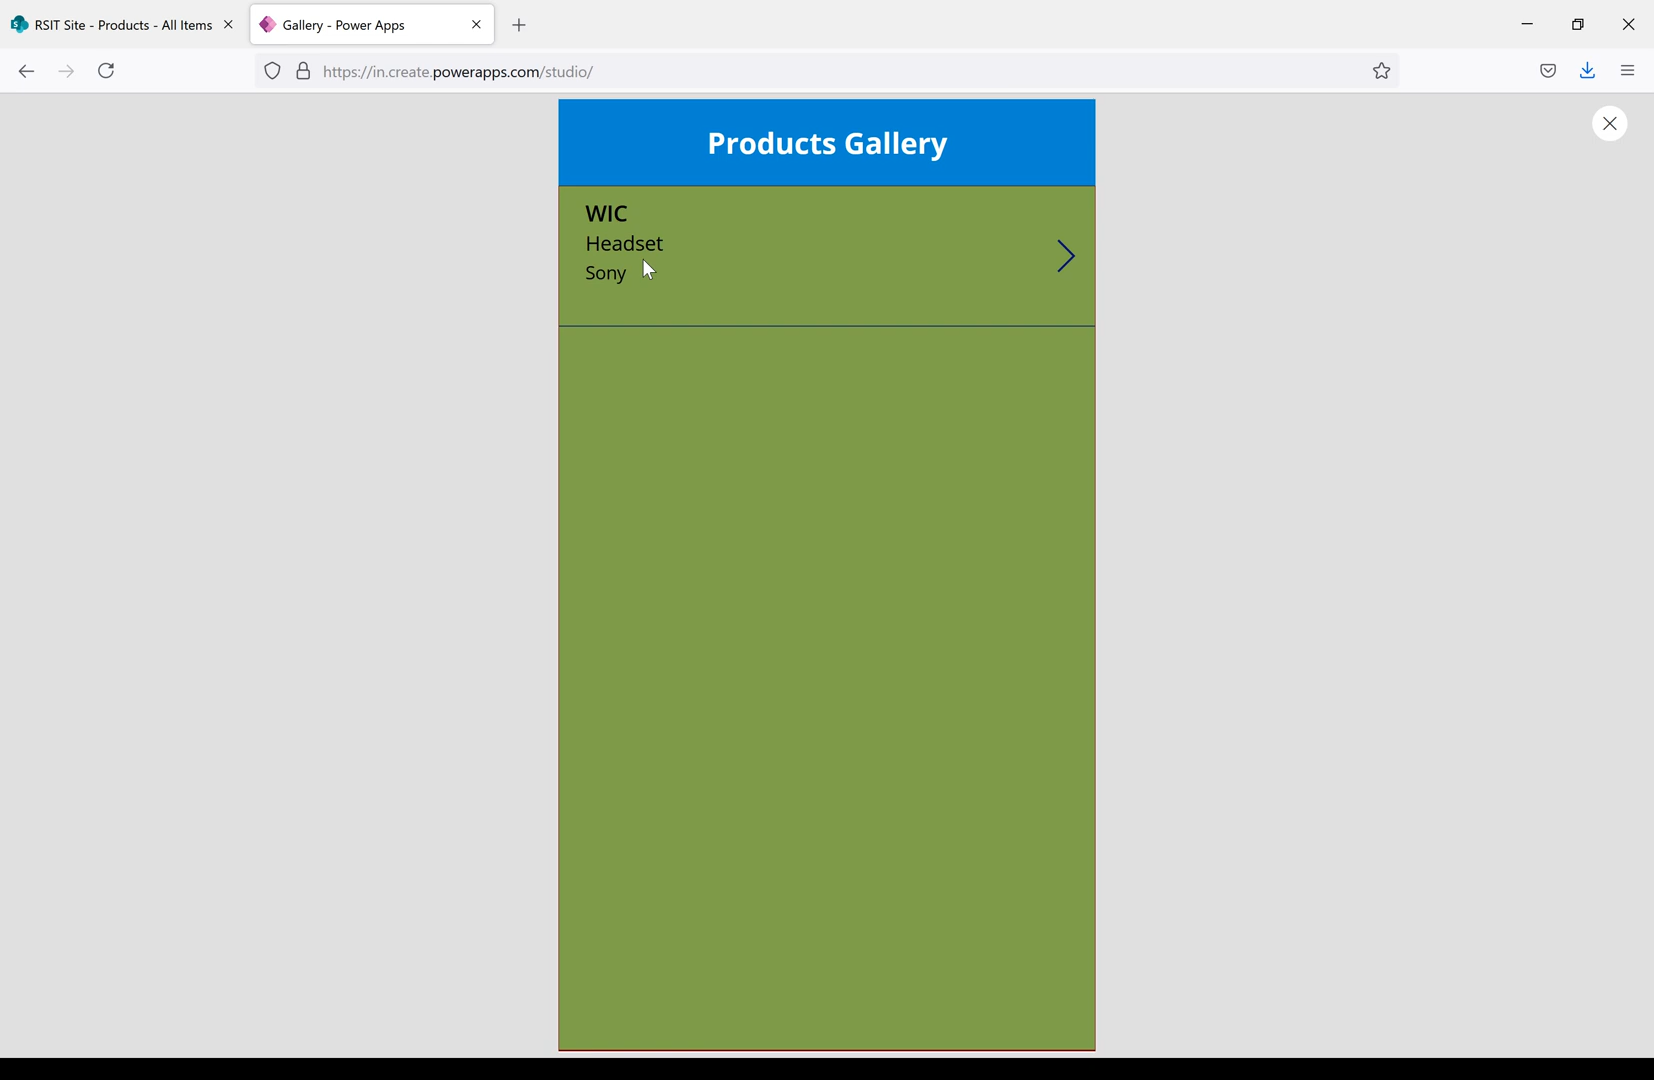 RSIT Site - Products - All Items
Gallery - Power Apps
https://in.create.powerapps.com/studio/
Products Gallery
WIC
Headset
Sony